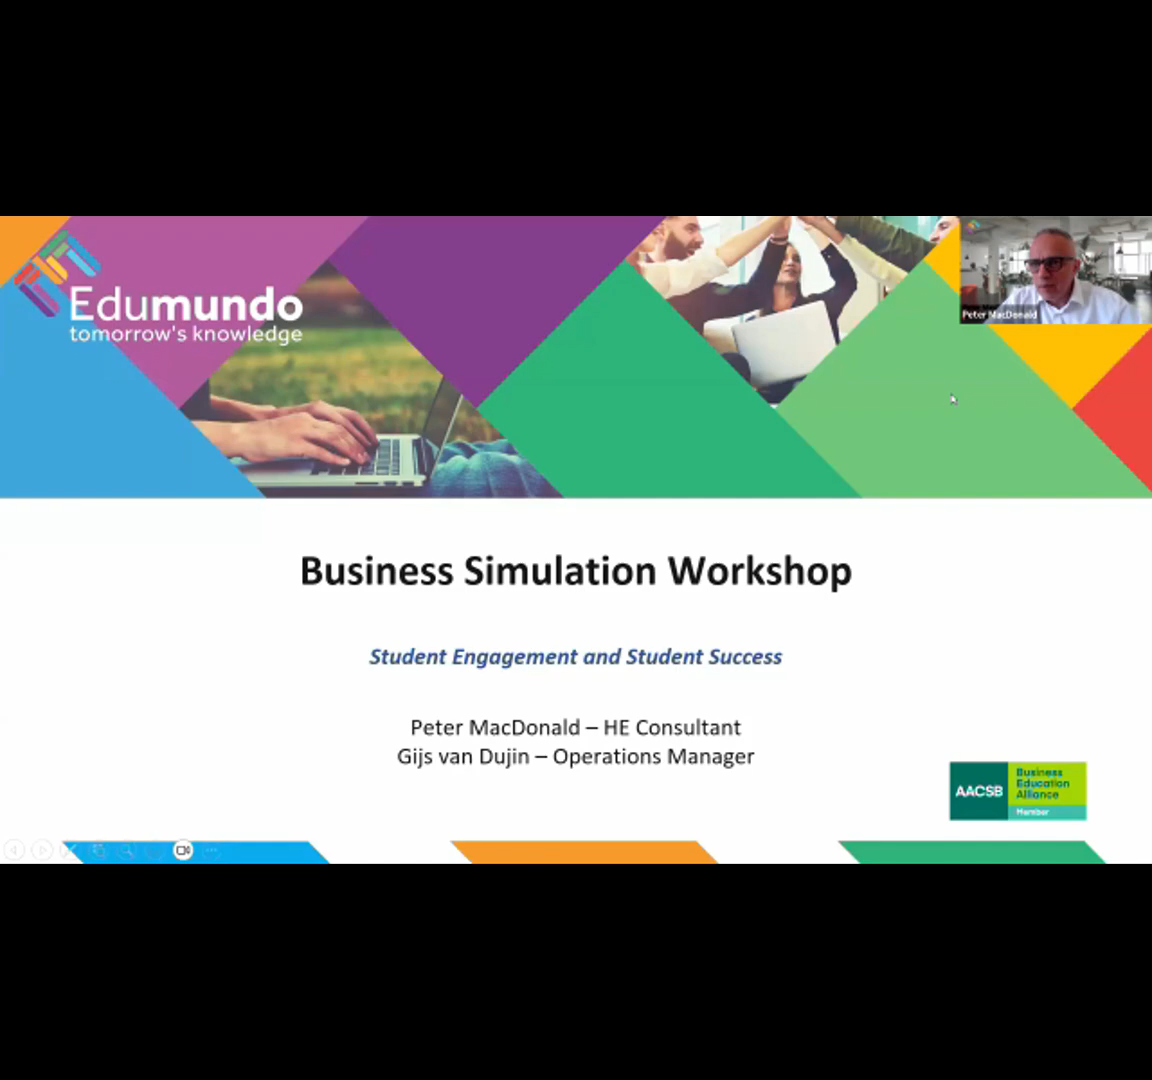 Edumundo
tomorrow's knowledge
Peter MacDonald
Business Simulation Workshop
Student Engagement and Student Success
Peter MacDonald – HE Consultant
Gijs van Dujin – Operations Manager
AACSB
Business
Education
Alliance
Member